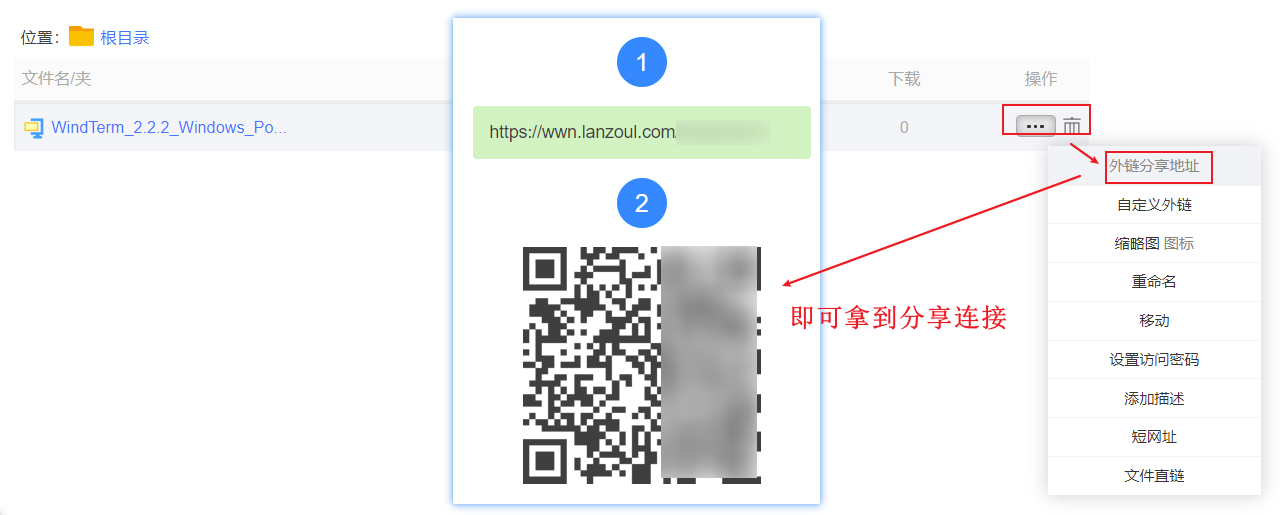 位置： 根目录
文件名/夹
下载
操作
WindTerm_2.2.2_Windows_Po...
0
1
https://wwn.lanzoul.com/
2
即可拿到分享连接
外链分享地址
自定义外链
缩略图 图标
重命名
移动
设置访问密码
添加描述
短网址
文件直链